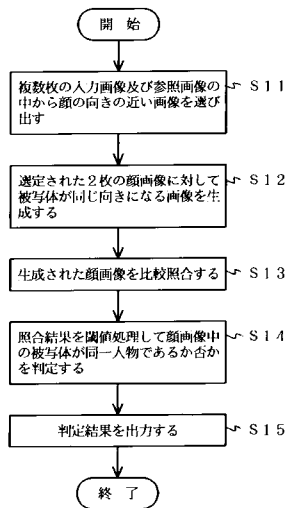 開 始
複数枚の入力画像及び参照画像の
中から顔の向きの近い画像を選び
出す
S11
選定された2枚の顔画像に対して
被写体が同じ向きになる画像を生
成する
S12
生成された顔画像を比較照合する
S13
照合結果を閾値処理して顔画像中
の被写体が同一人物であるか否か
を判定する
S14
判定結果を出力する
S15
終 了